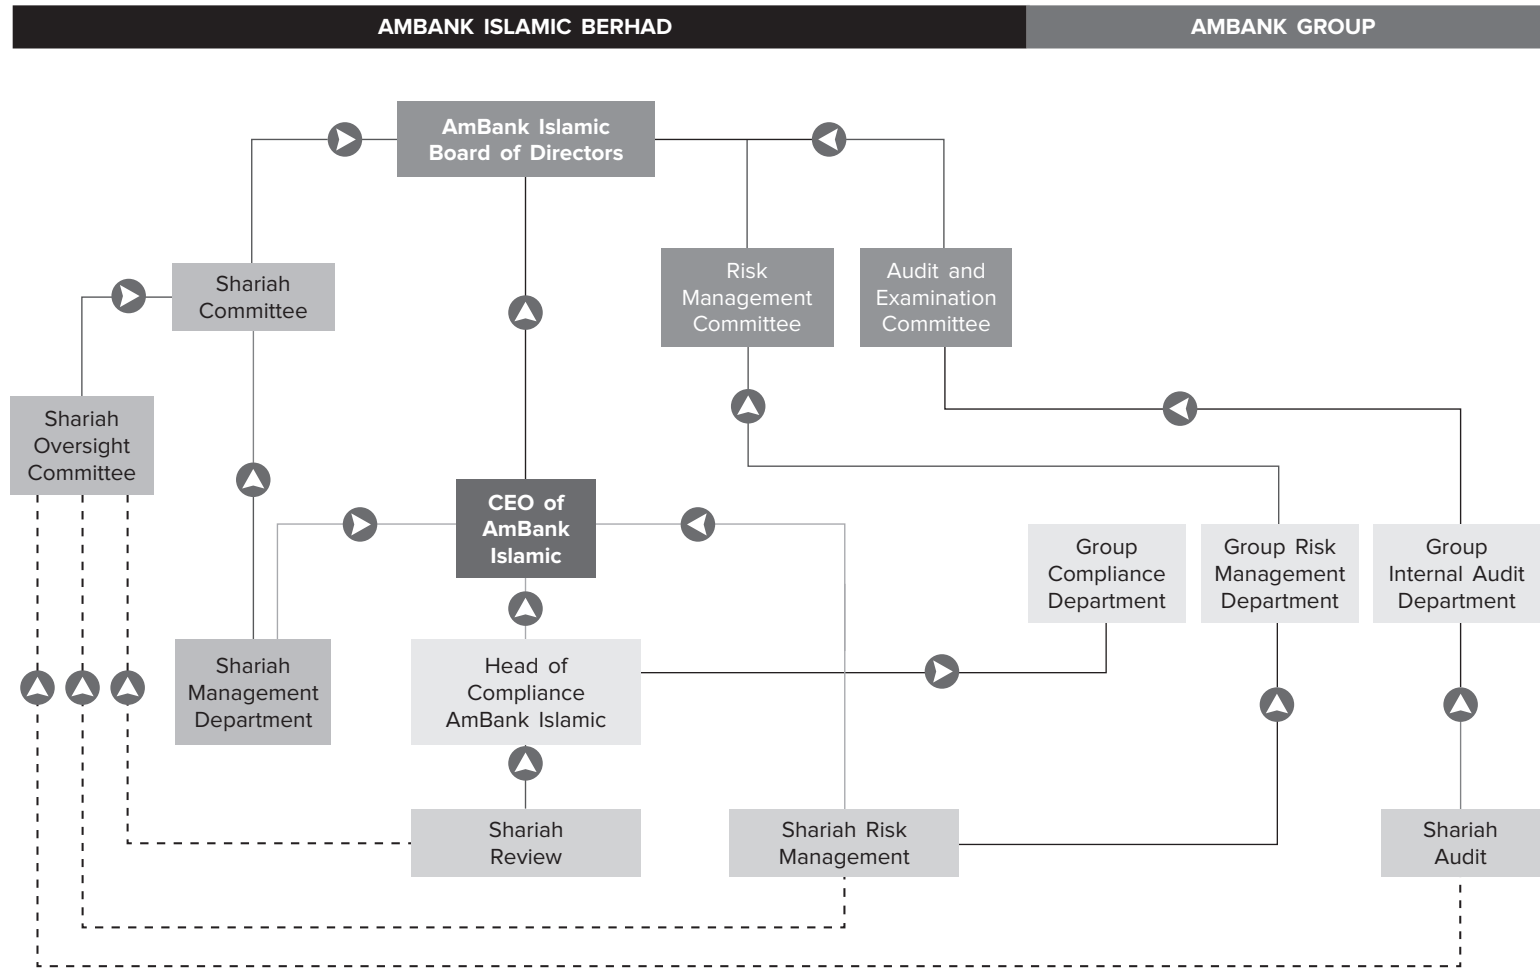 AMBANK ISLAMIC BERHAD
AMBANK GROUP
AmBank Islamic
Board of Directors
Shariah
Committee
Risk
Management
Committee
Audit and
Examination
Committee
Shariah
Oversight
Committee
CEO of
AmBank
Islamic
Group
Compliance
Department
Group Risk
Management
Department
Group
Internal Audit
Department
Shariah
Management
Department
Head of
Compliance
AmBank Islamic
Shariah
Review
Shariah Risk
Management
Shariah
Audit